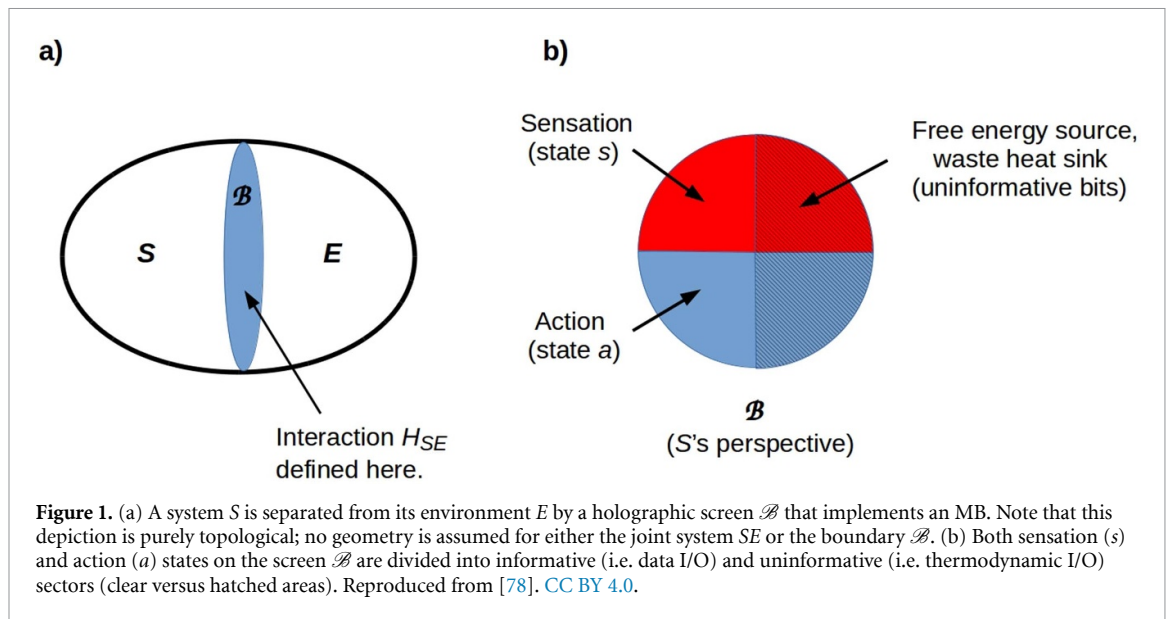 a)
b)
Sensation
(state s)
Free energy source,
waste heat sink
(uninformative bits)
ℬ
S
E
Action
(state a)
Interaction H_SE
defined here.
ℬ
(S's perspective)
Figure 1. (a) A system S is separated from its environment E by a holographic screen ℬ that implements an MB. Note that this
depiction is purely topological; no geometry is assumed for either the joint system SE or the boundary ℬ. (b) Both sensation (s)
and action (a) states on the screen ℬ are divided into informative (i.e. data I/O) and uninformative (i.e. thermodynamic I/O)
sectors (clear versus hatched areas). Reproduced from [78]. CC BY 4.0.